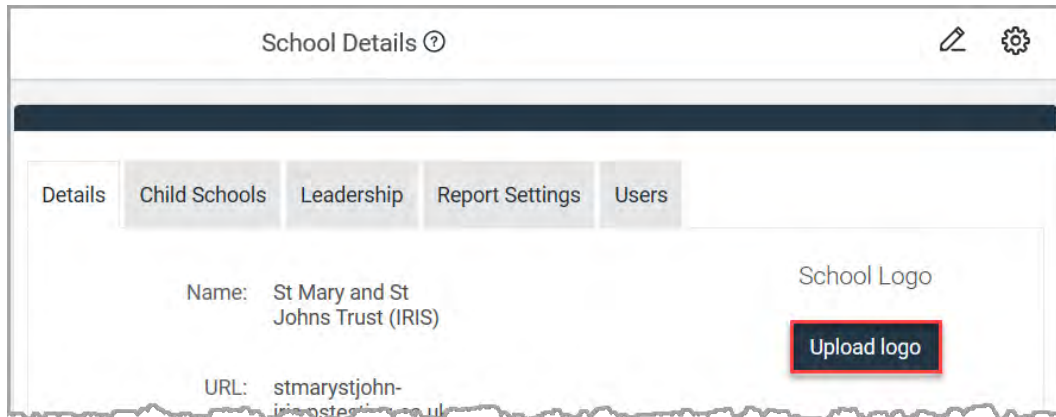 School Details
Details Child Schools Leadership Report Settings Users
School Logo
Name: St Mary and St
Johns Trust (IRIS)
Upload logo
URL: stmarystjohn-